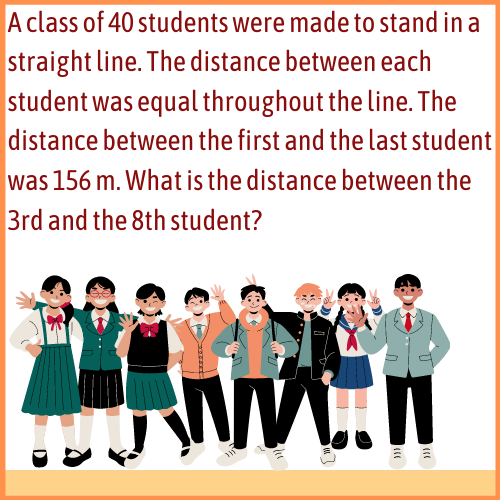 A class of 40 students were made to stand in a
straight line. The distance between each
student was equal throughout the line. The
distance between the first and the last student
was 156 m. What is the distance between the
3rd and the 8th student?